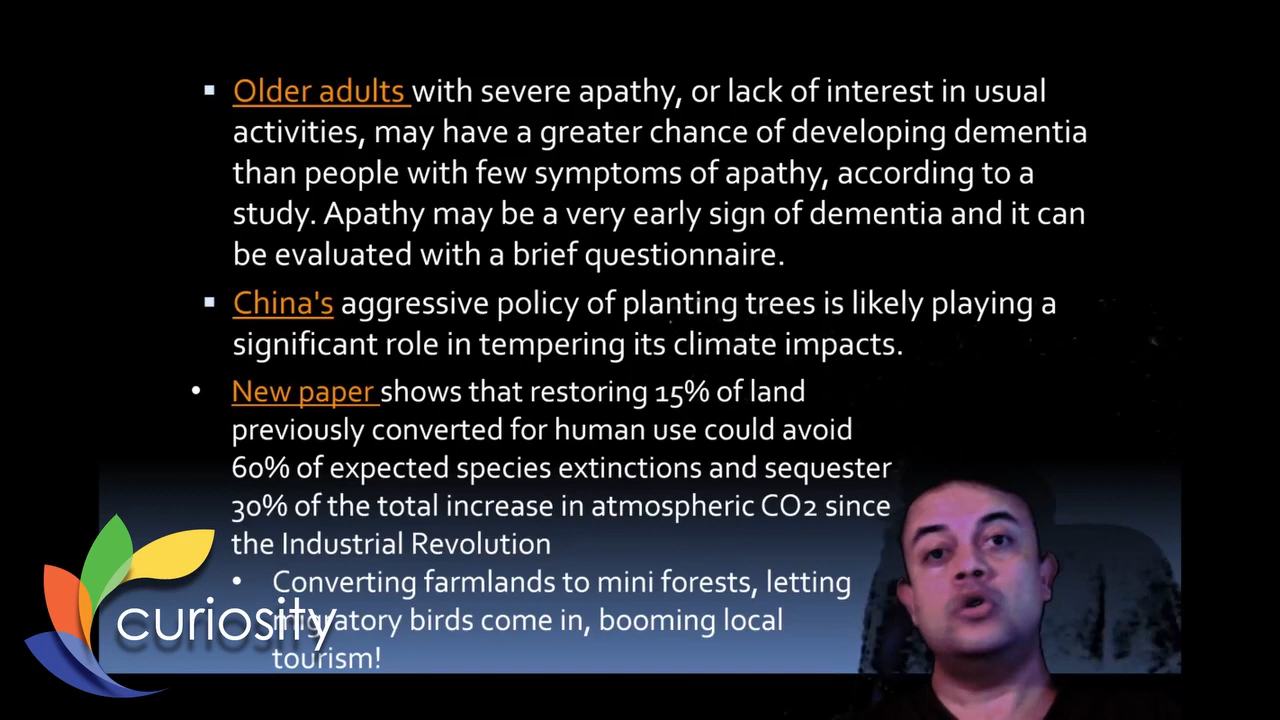 Older adults with severe apathy, or lack of interest in usual
activities, may have a greater chance of developing dementia
than people with few symptoms of apathy, according to a
study. Apathy may be a very early sign of dementia and it can
be evaluated with a brief questionnaire.
China's aggressive policy of planting trees is likely playing a
significant role in tempering its climate impacts.
New paper shows that restoring 15% of land
previously converted for human use could avoid
60% of expected species extinctions and sequester
30% of the total increase in atmospheric CO2 since
the Industrial Revolution
Converting farmlands to mini forests, letting
migratory birds come in, booming local
tourism!
curiosity